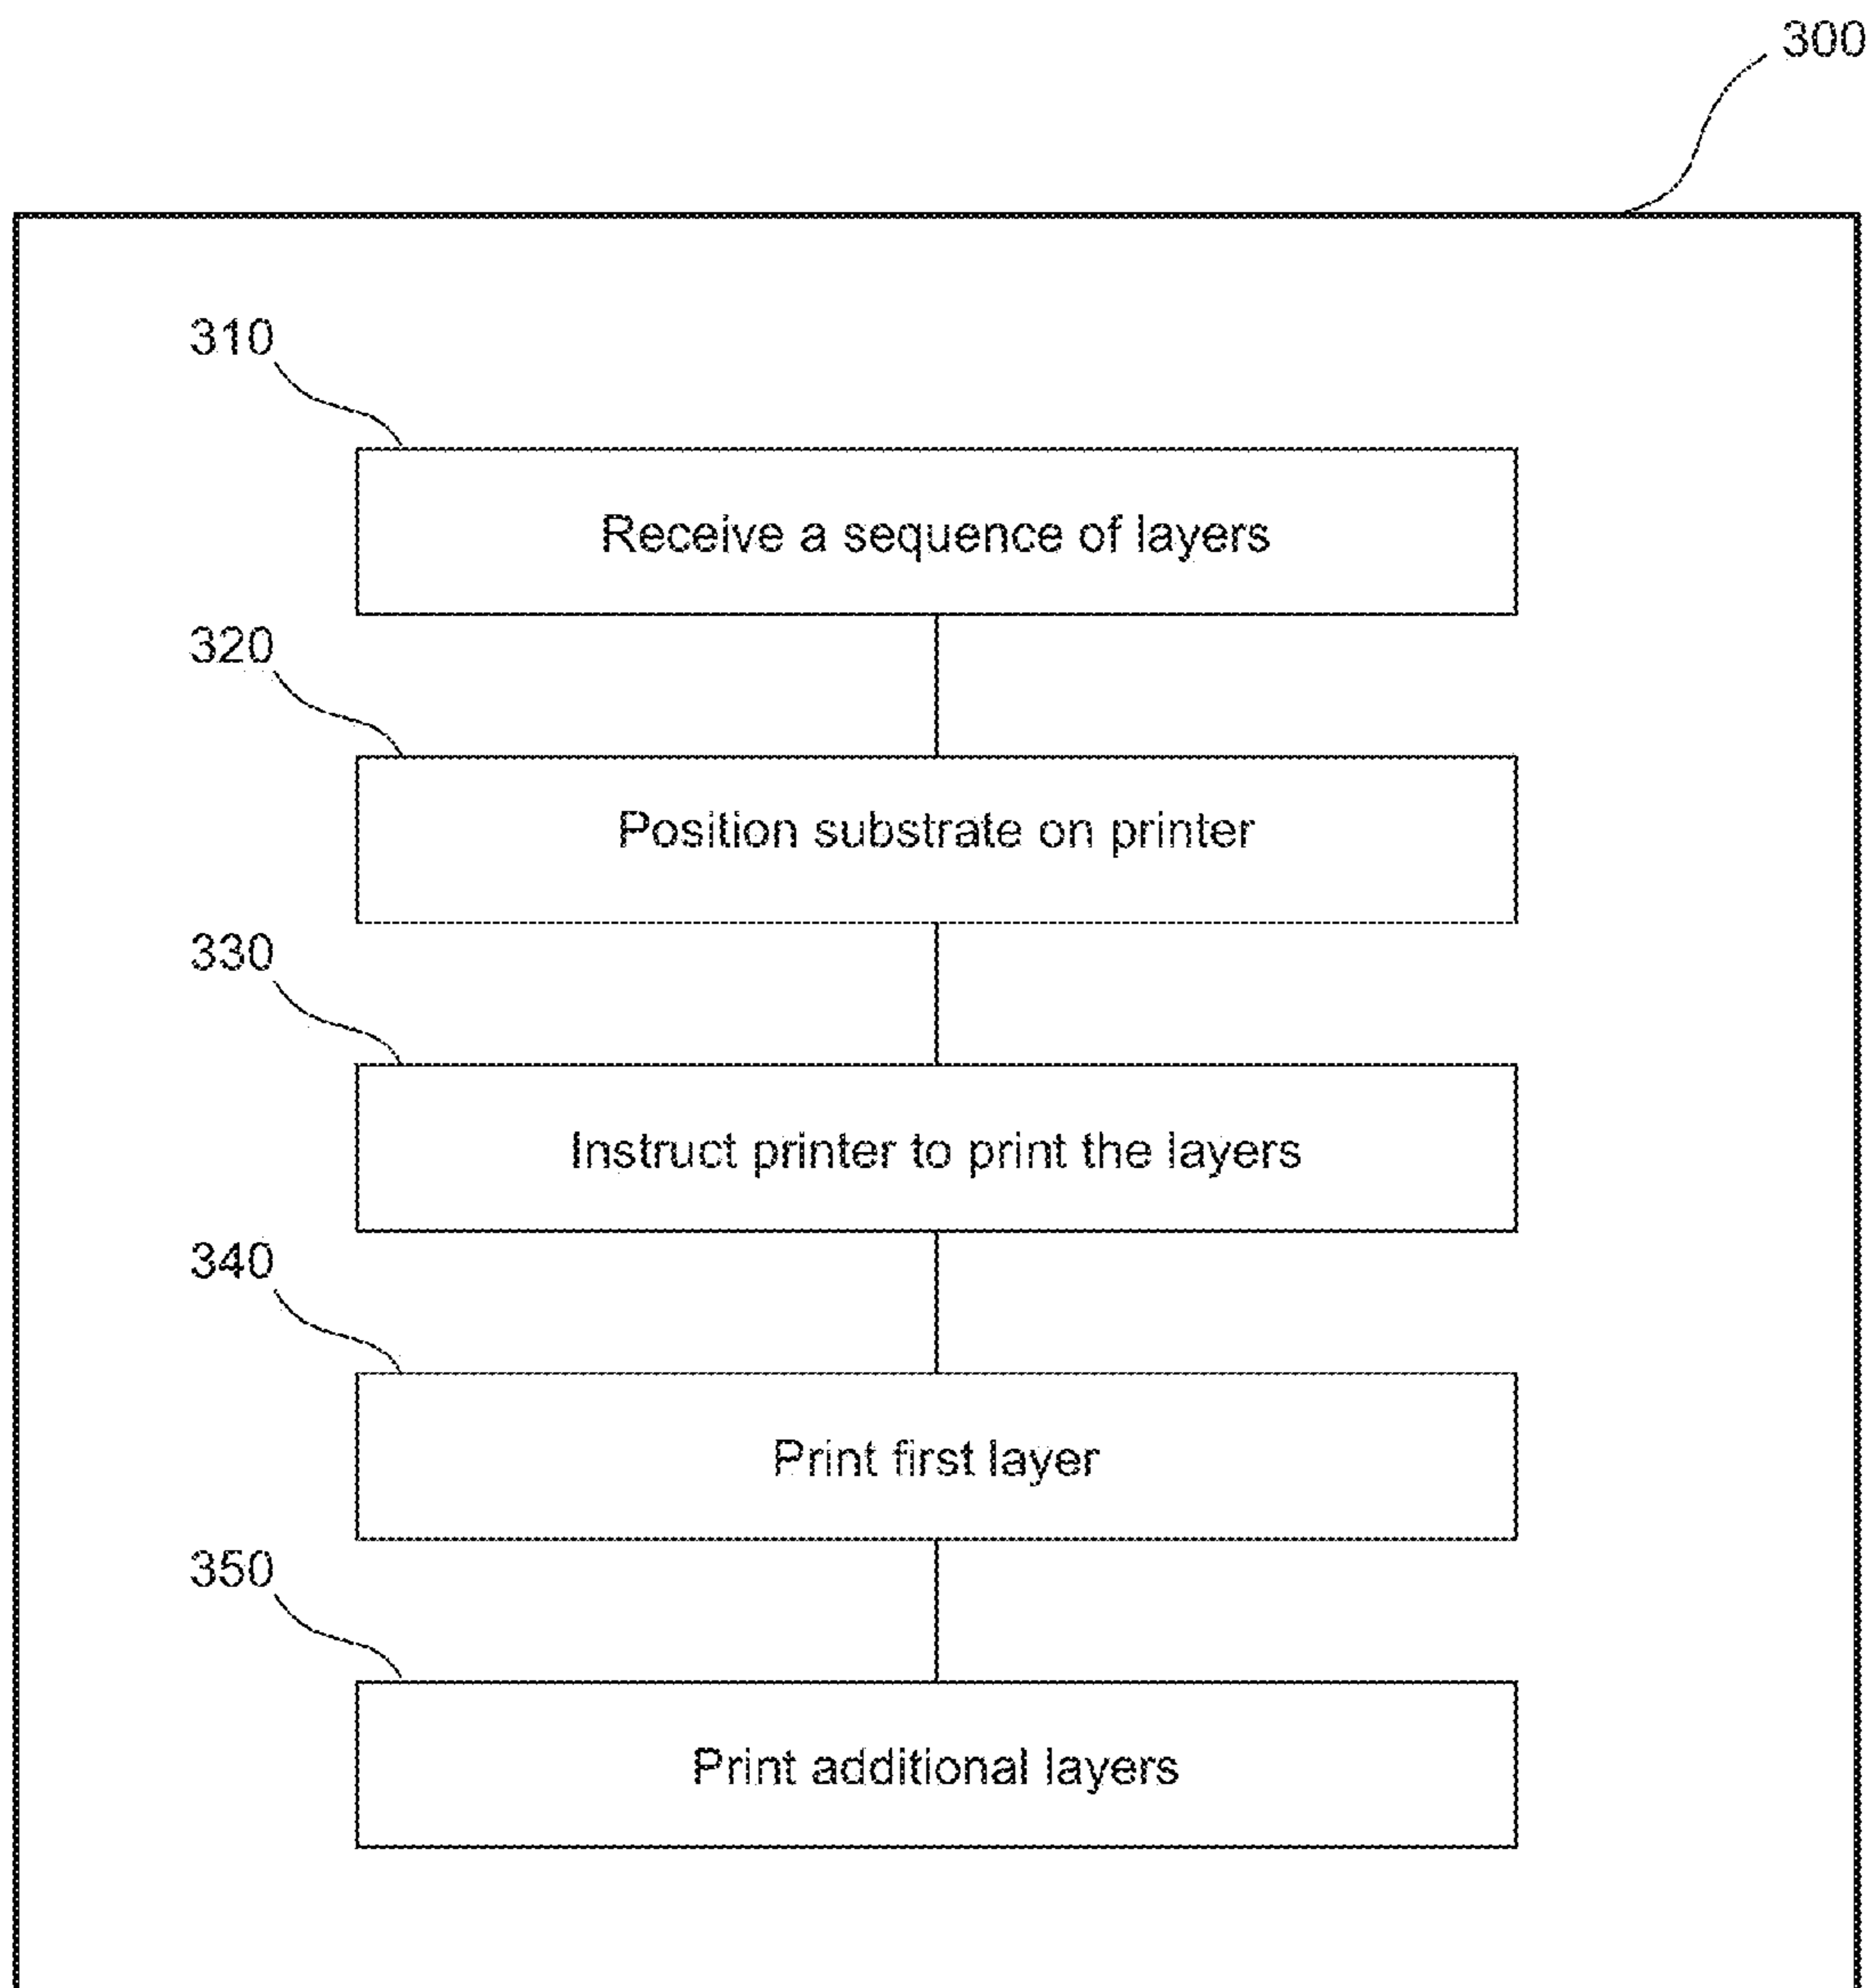 300
310
Receive a sequence of layers
320
Position substrate on printer
330
Instruct printer to print the layers
340
Print first layer
350
Print additional layers